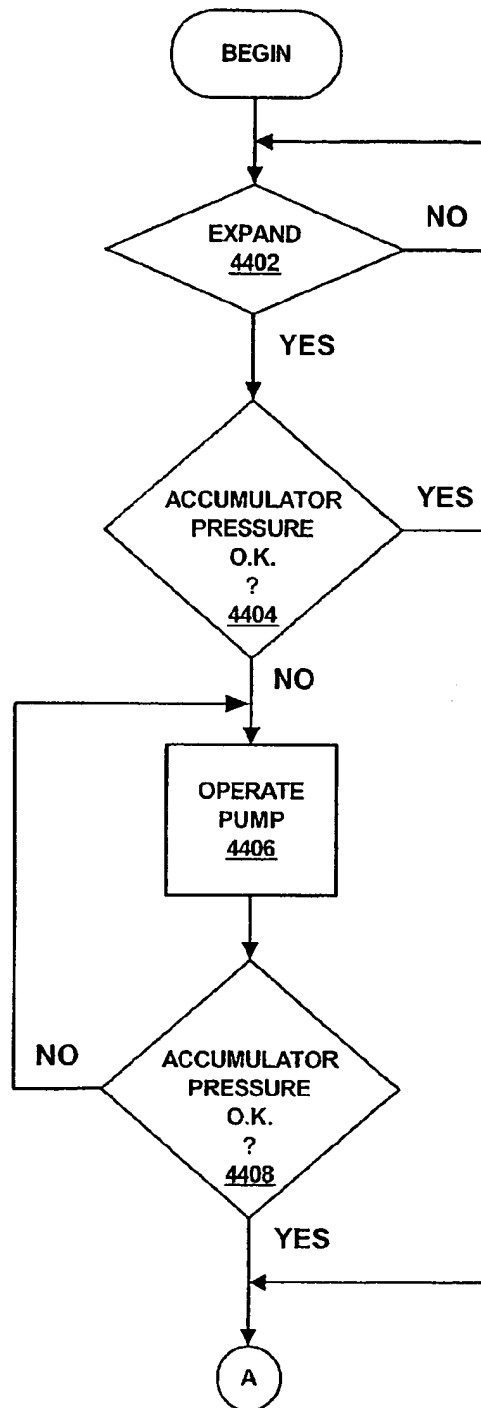 BEGIN
EXPAND
4402
NO
YES
ACCUMULATOR
PRESSURE
O.K.
?
4404
YES
NO
OPERATE
PUMP
4406
NO
ACCUMULATOR
PRESSURE
O.K.
?
4408
YES
A